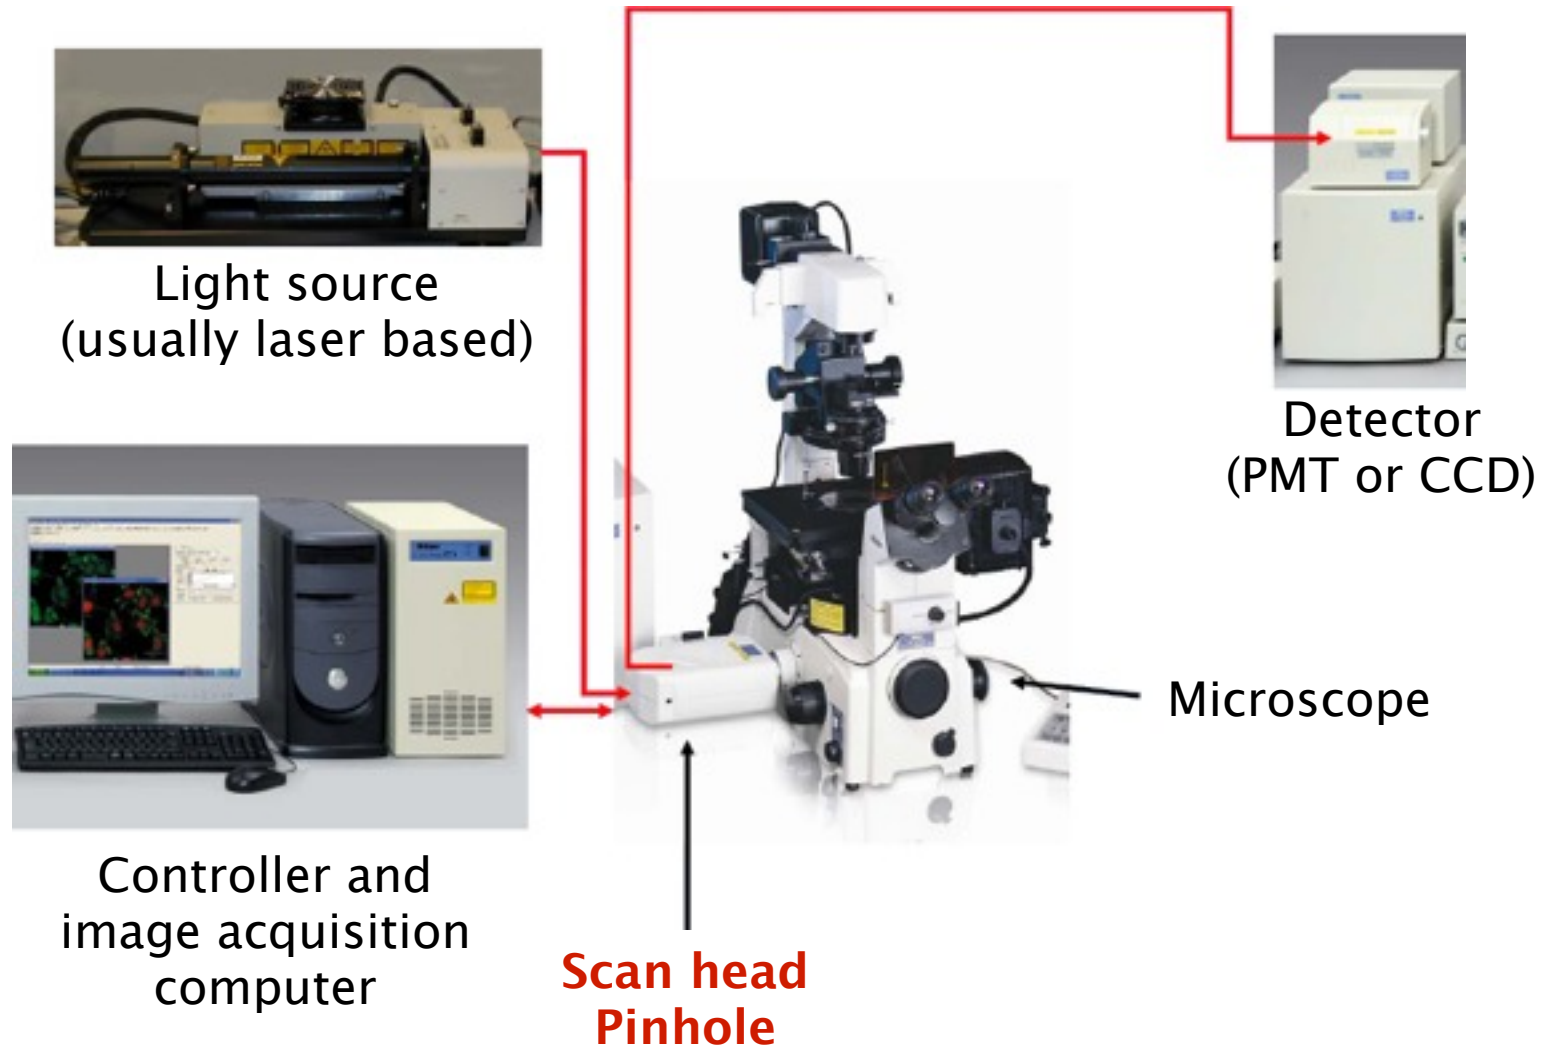 Light source
(usually laser based)
Detector
(PMT or CCD)
Microscope
Controller and
image acquisition
computer
Scan head
Pinhole